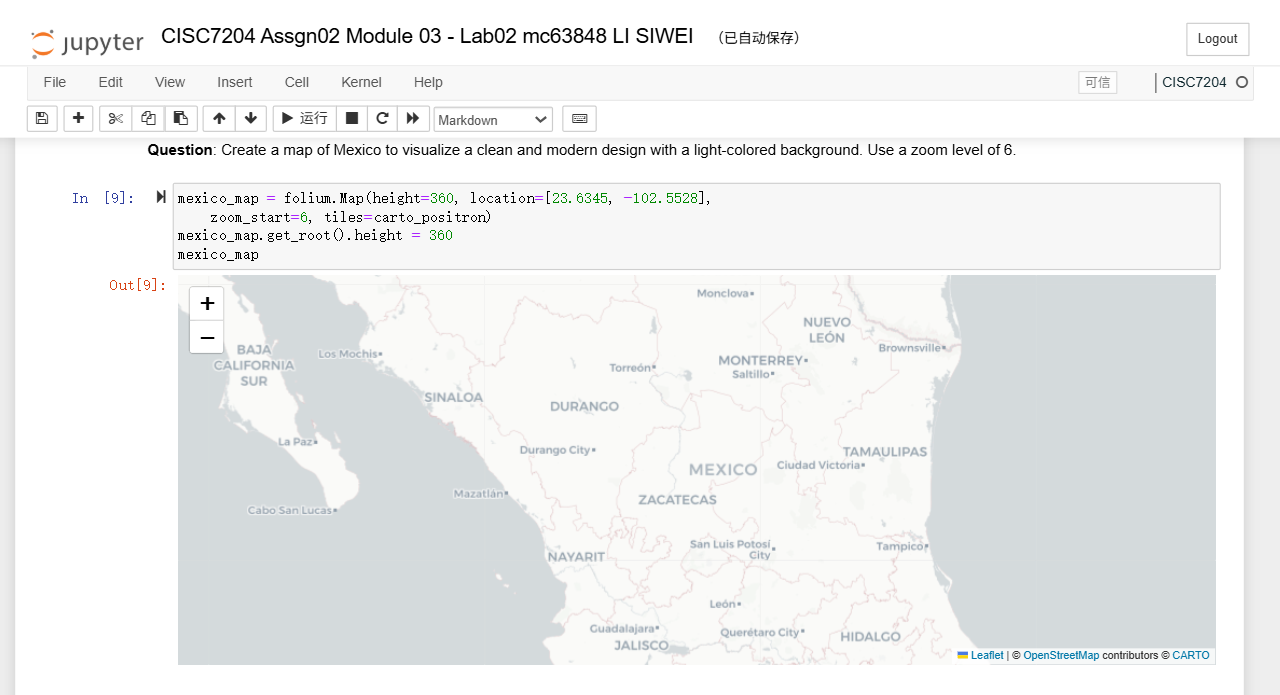 jupyter CISC7204 Assgn02 Module 03 - Lab02 mc63848 LI SIWEI (已自动保存) Logout
File Edit View Insert Cell Kernel Help 可信 CISC7204
运行 Markdown
Question: Create a map of Mexico to visualize a clean and modern design with a light-colored background. Use a zoom level of 6.
In [9]: mexico_map = folium.Map(height=360, location=[23.6345, -102.5528],
zoom_start=6, tiles=carto_positron)
mexico_map.get_root().height = 360
mexico_map
Out[9]:
+
−
Monclova
NUEVO
LEÓN
BAJA
CALIFORNIA
SUR
Los Mochis
Brownsville
MONTERREY
Torreón
Saltillo
SINALOA
DURANGO
La Paz
Durango City
TAMAULIPAS
MEXICO
Ciudad Victoria
Mazatlán
ZACATECAS
Cabo San Lucas
San Luis Potosí
City
Tampico
NAYARIT
León
Guadalajara
Querétaro City
HIDALGO
JALISCO
Leaflet | © OpenStreetMap contributors © CARTO